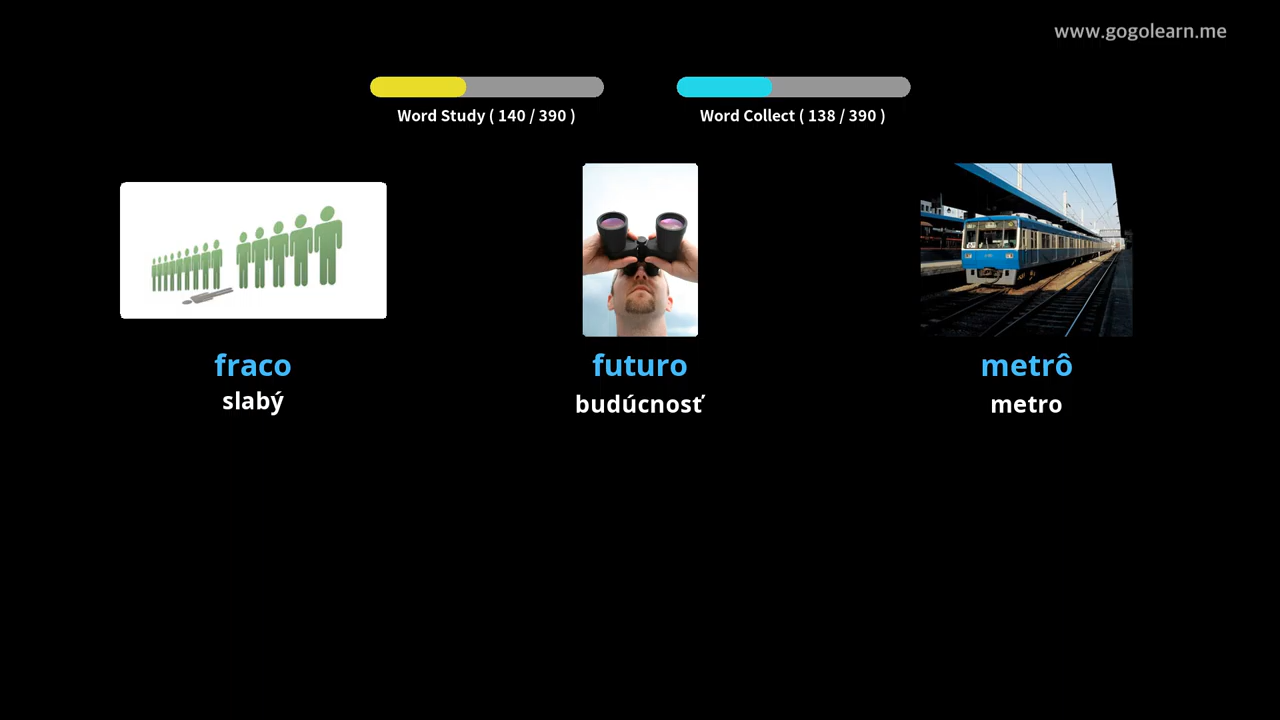 www.gogolearn.me
Word Study ( 140 / 390 )
Word Collect ( 138 / 390 )
fraco
slabý
futuro
budúcnosť
metrô
metro